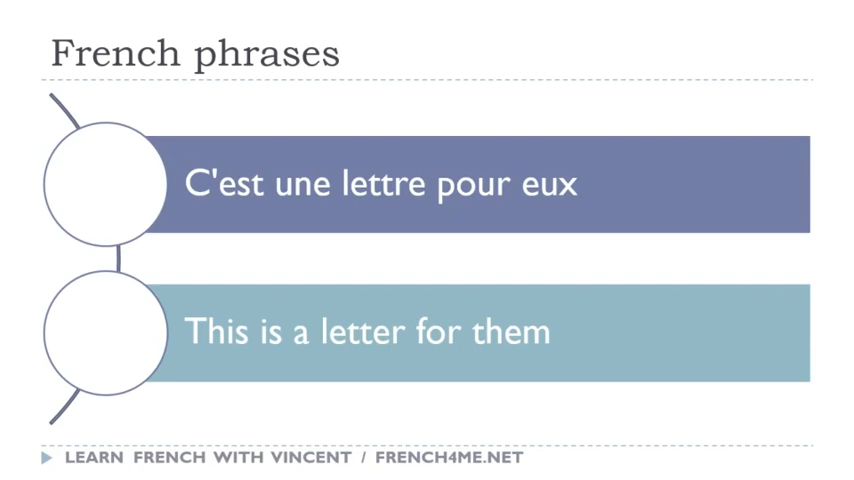 French phrases
C'est une lettre pour eux
This is a letter for them
LEARN FRENCH WITH VINCENT / FRENCH4ME.NET